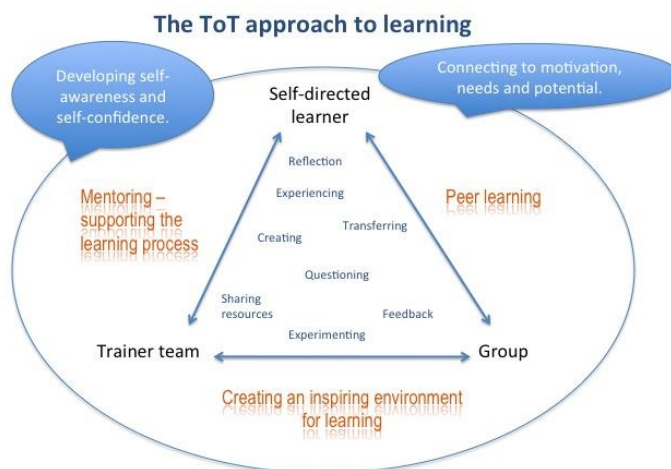 The ToT approach to learning
Developing self-
awareness and
self-confidence.
Connecting to motivation,
needs and potential.
Self-directed
learner
Reflection
Experiencing
Mentoring –
supporting the
learning process
Peer learning
Transferring
Creating
Questioning
Sharing
resources
Feedback
Experimenting
Trainer team
Group
Creating an inspiring environment
for learning